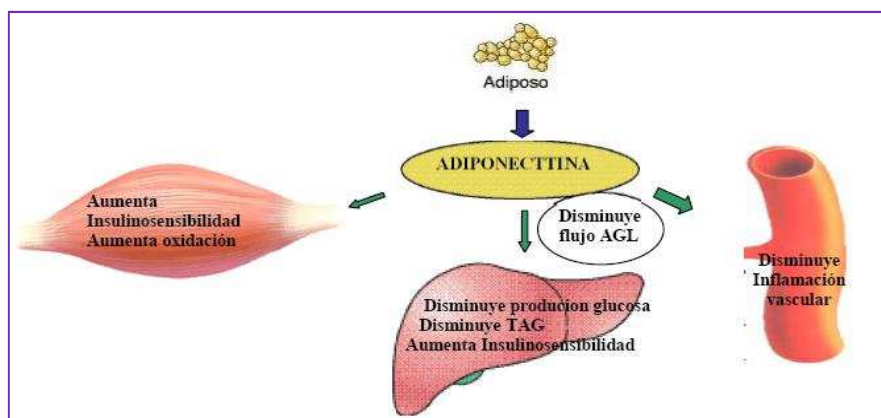 Adiposo
ADIPONECTTINA
Aumenta
Insulinosensibilidad
Aumenta oxidación
Disminuye
flujo AGL
Disminuye
Inflamación
vascular
Disminuye producion glucosa
Disminuye TAG
Aumenta Insulinosensibilidad